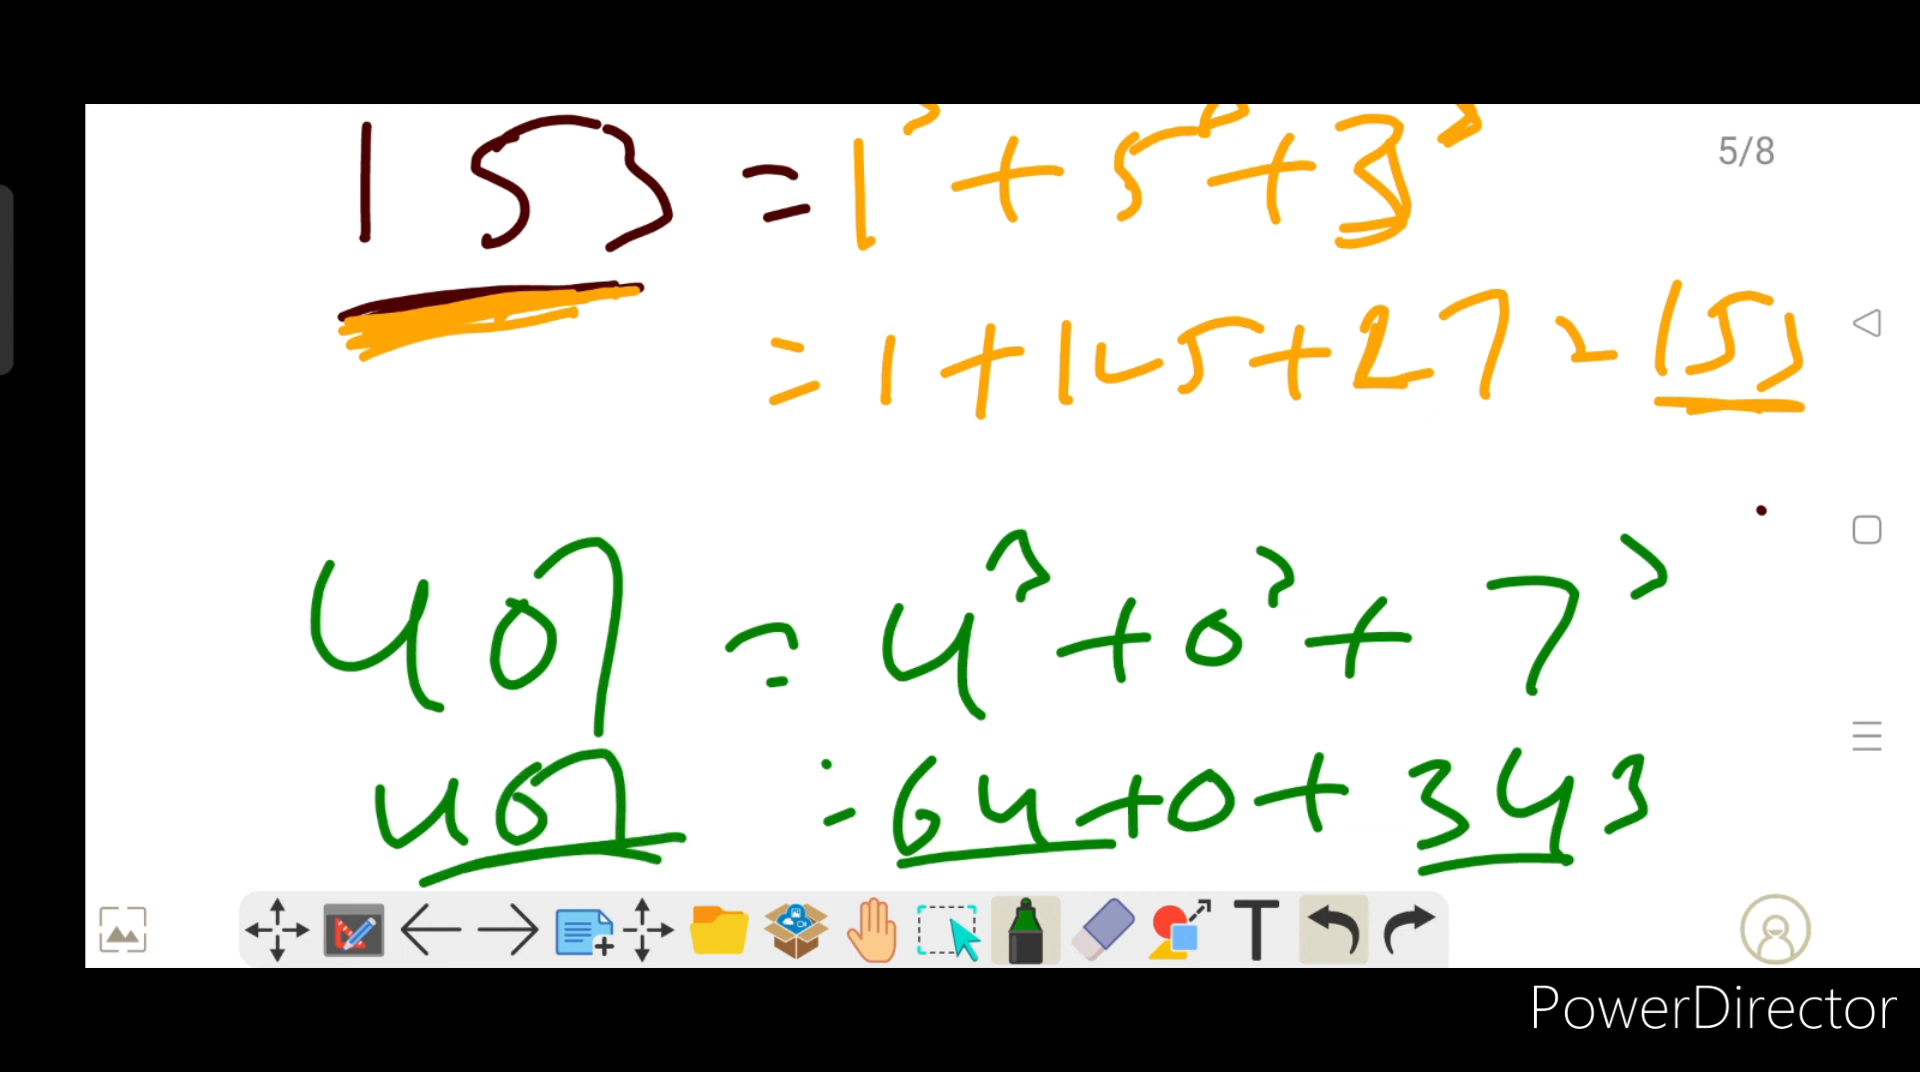 153 = 1³ + 5³ + 3³
5/8
= 1 + 125 + 27 = 153
407 = 4³ + 0³ + 7³
407 = 64 + 0 + 343
T
PowerDirector